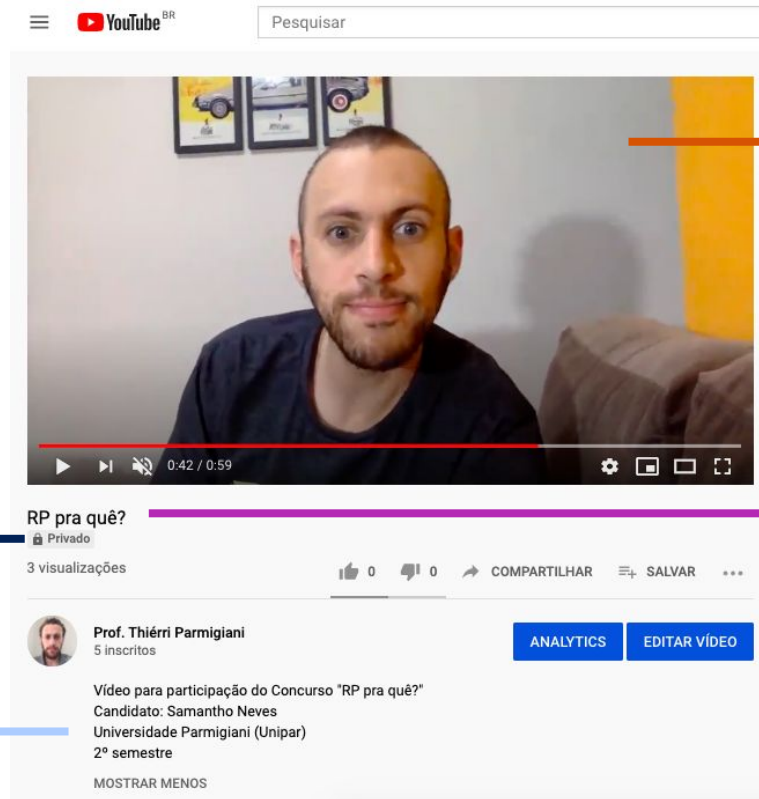 YouTube BR
Pesquisar
0:42 / 0:59
RP pra quê?
Privado
3 visualizações
0
0
COMPARTILHAR
SALVAR
Prof. Thiérri Parmigiani
5 inscritos
ANALYTICS
EDITAR VÍDEO
Vídeo para participação do Concurso "RP pra quê?"
Candidato: Samantho Neves
Universidade Parmigiani (Unipar)
2º semestre
MOSTRAR MENOS